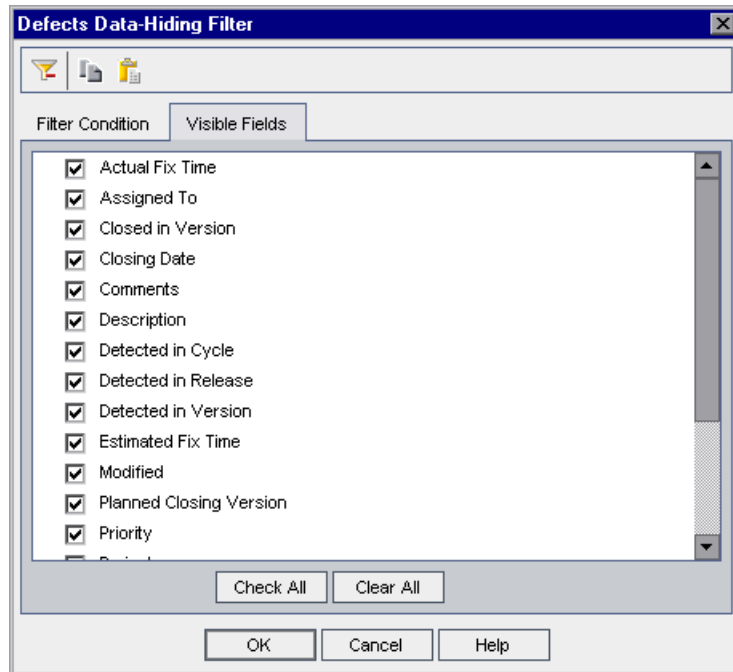 Defects Data-Hiding Filter
Filter Condition Visible Fields
Actual Fix Time
Assigned To
Closed in Version
Closing Date
Comments
Description
Detected in Cycle
Detected in Release
Detected in Version
Estimated Fix Time
Modified
Planned Closing Version
Priority
Check All Clear All
OK Cancel Help